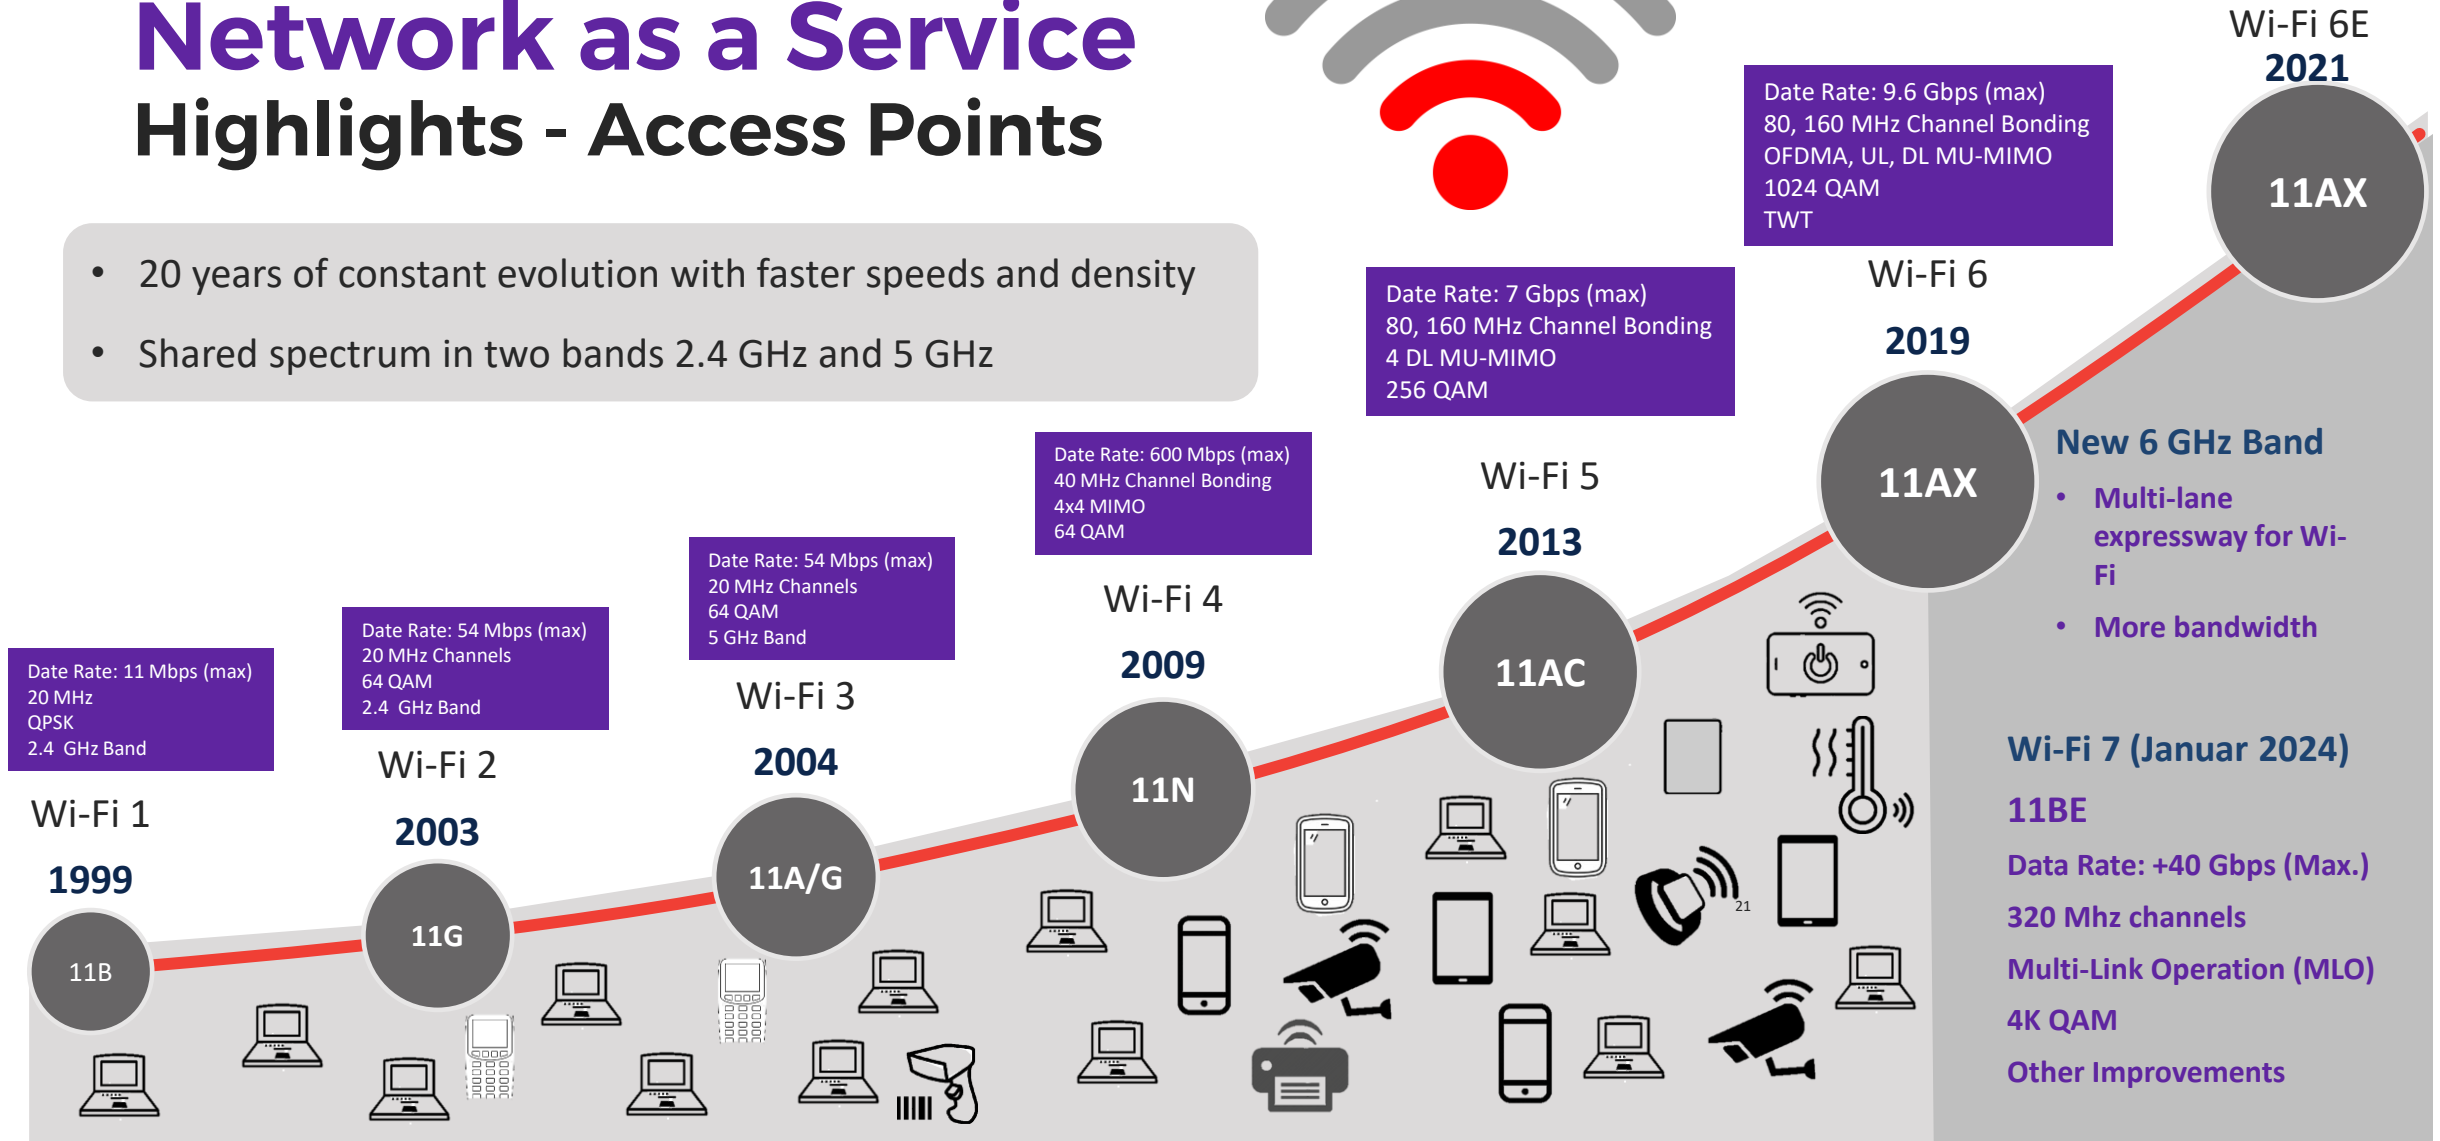 Network as a Service
Highlights - Access Points
• 20 years of constant evolution with faster speeds and density
• Shared spectrum in two bands 2.4 GHz and 5 GHz
Date Rate: 11 Mbps (max)
20 MHz
QPSK
2.4 GHz Band
Wi-Fi 1
1999
11B
Date Rate: 54 Mbps (max)
20 MHz Channels
64 QAM
2.4 GHz Band
Wi-Fi 2
2003
11G
Date Rate: 54 Mbps (max)
20 MHz Channels
64 QAM
5 GHz Band
Wi-Fi 3
2004
11A/G
Date Rate: 600 Mbps (max)
40 MHz Channel Bonding
4x4 MIMO
64 QAM
Wi-Fi 4
2009
11N
Date Rate: 7 Gbps (max)
80, 160 MHz Channel Bonding
4 DL MU-MIMO
256 QAM
Wi-Fi 5
2013
11AC
Date Rate: 9.6 Gbps (max)
80, 160 MHz Channel Bonding
OFDMA, UL, DL MU-MIMO
1024 QAM
TWT
Wi-Fi 6
2019
11AX
Wi-Fi 6E
2021
11AX
New 6 GHz Band
• Multi-lane
expressway for Wi-
Fi
• More bandwidth
Wi-Fi 7 (Januar 2024)
11BE
Data Rate: +40 Gbps (Max.)
320 Mhz channels
Multi-Link Operation (MLO)
4K QAM
Other Improvements
21